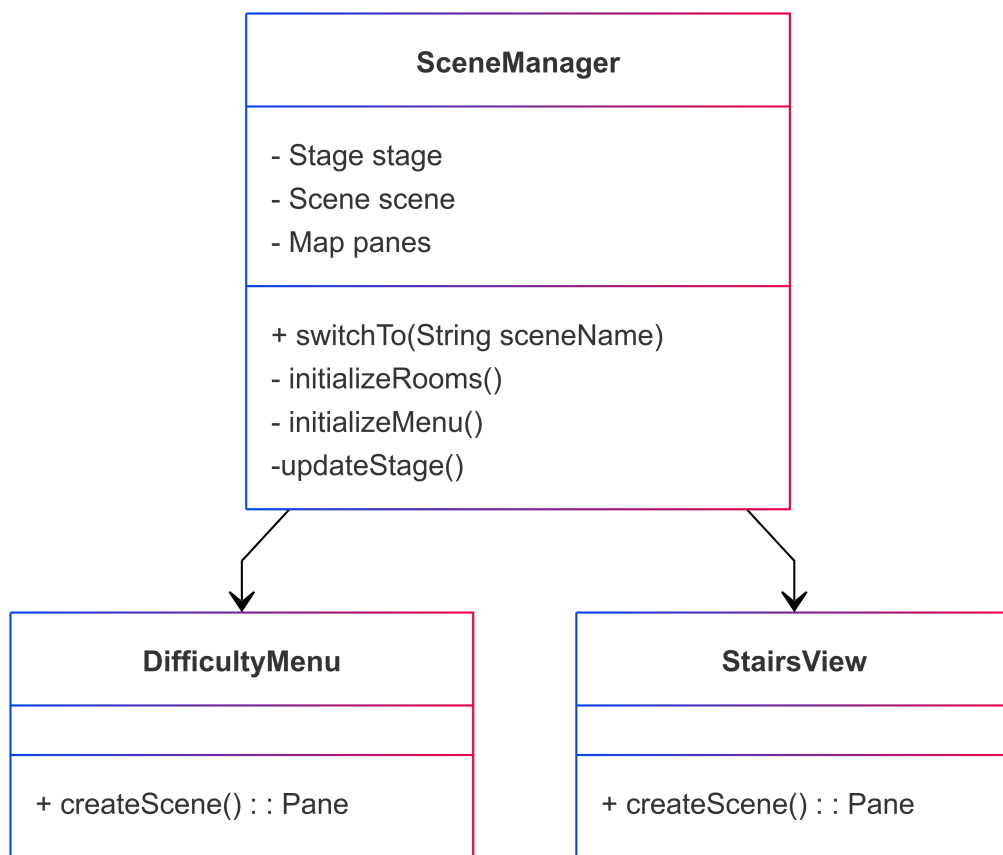 SceneManager
- Stage stage
- Scene scene
- Map panes
+ switchTo(String sceneName)
- initializeRooms()
- initializeMenu()
-updateStage()
DifficultyMenu
+ createScene() : : Pane
StairsView
+ createScene() : : Pane